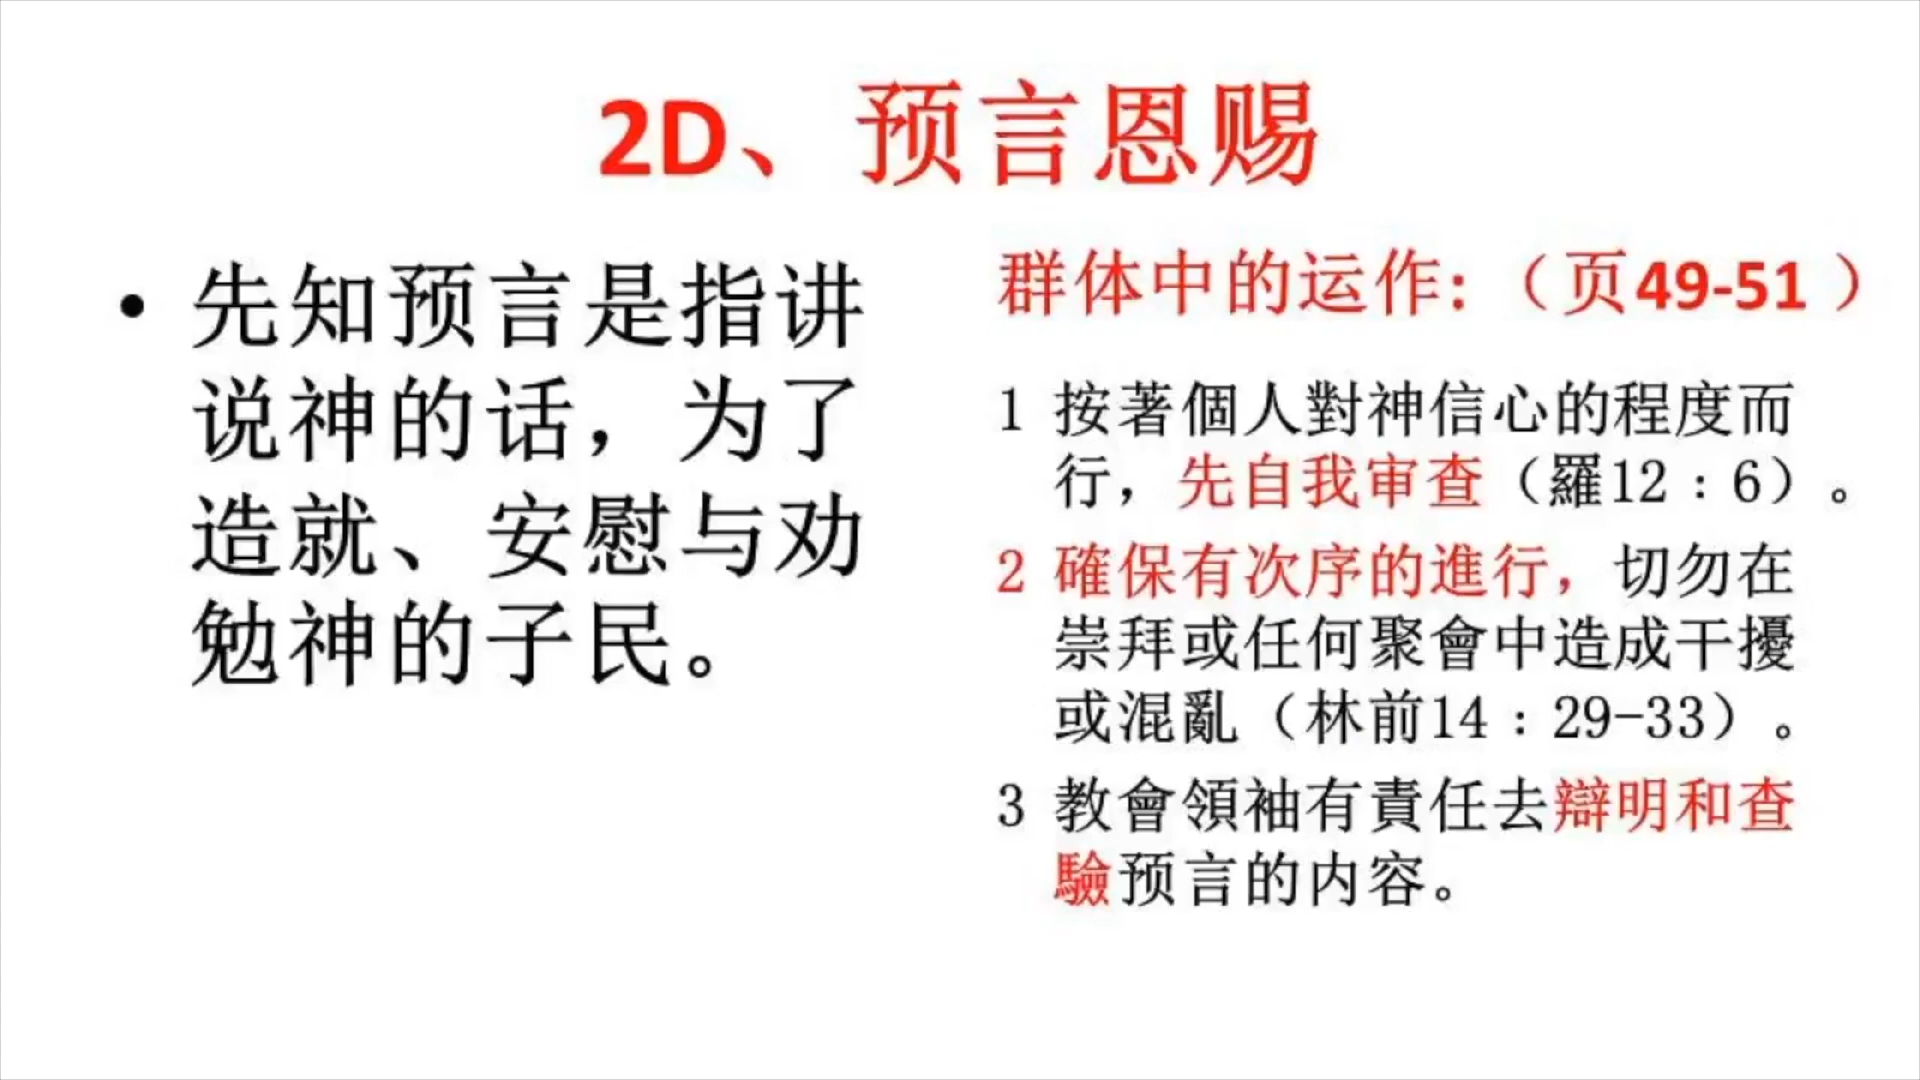 2D、预言恩赐
• 先知预言是指讲
说神的话，为了
造就、安慰与劝
勉神的子民。
群体中的运作:（页49-51）
1 按著個人對神信心的程度而
行，先自我审查（羅12：6）。
2 確保有次序的進行，切勿在
崇拜或任何聚會中造成干擾
或混亂（林前14：29-33）。
3 教會領袖有責任去辯明和查
驗预言的内容。